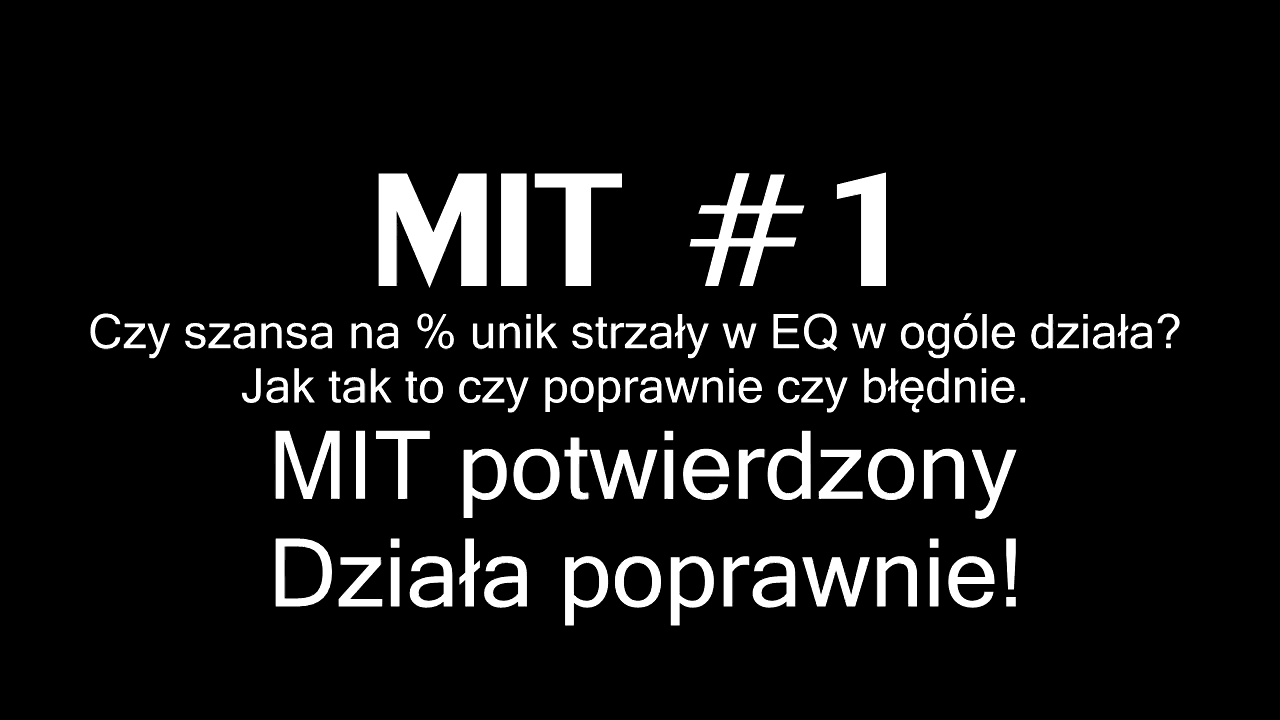 MIT #1
Czy szansa na % unik strzały w EQ w ogóle działa?
Jak tak to czy poprawnie czy błędnie.
MIT potwierdzony
Działa poprawnie!